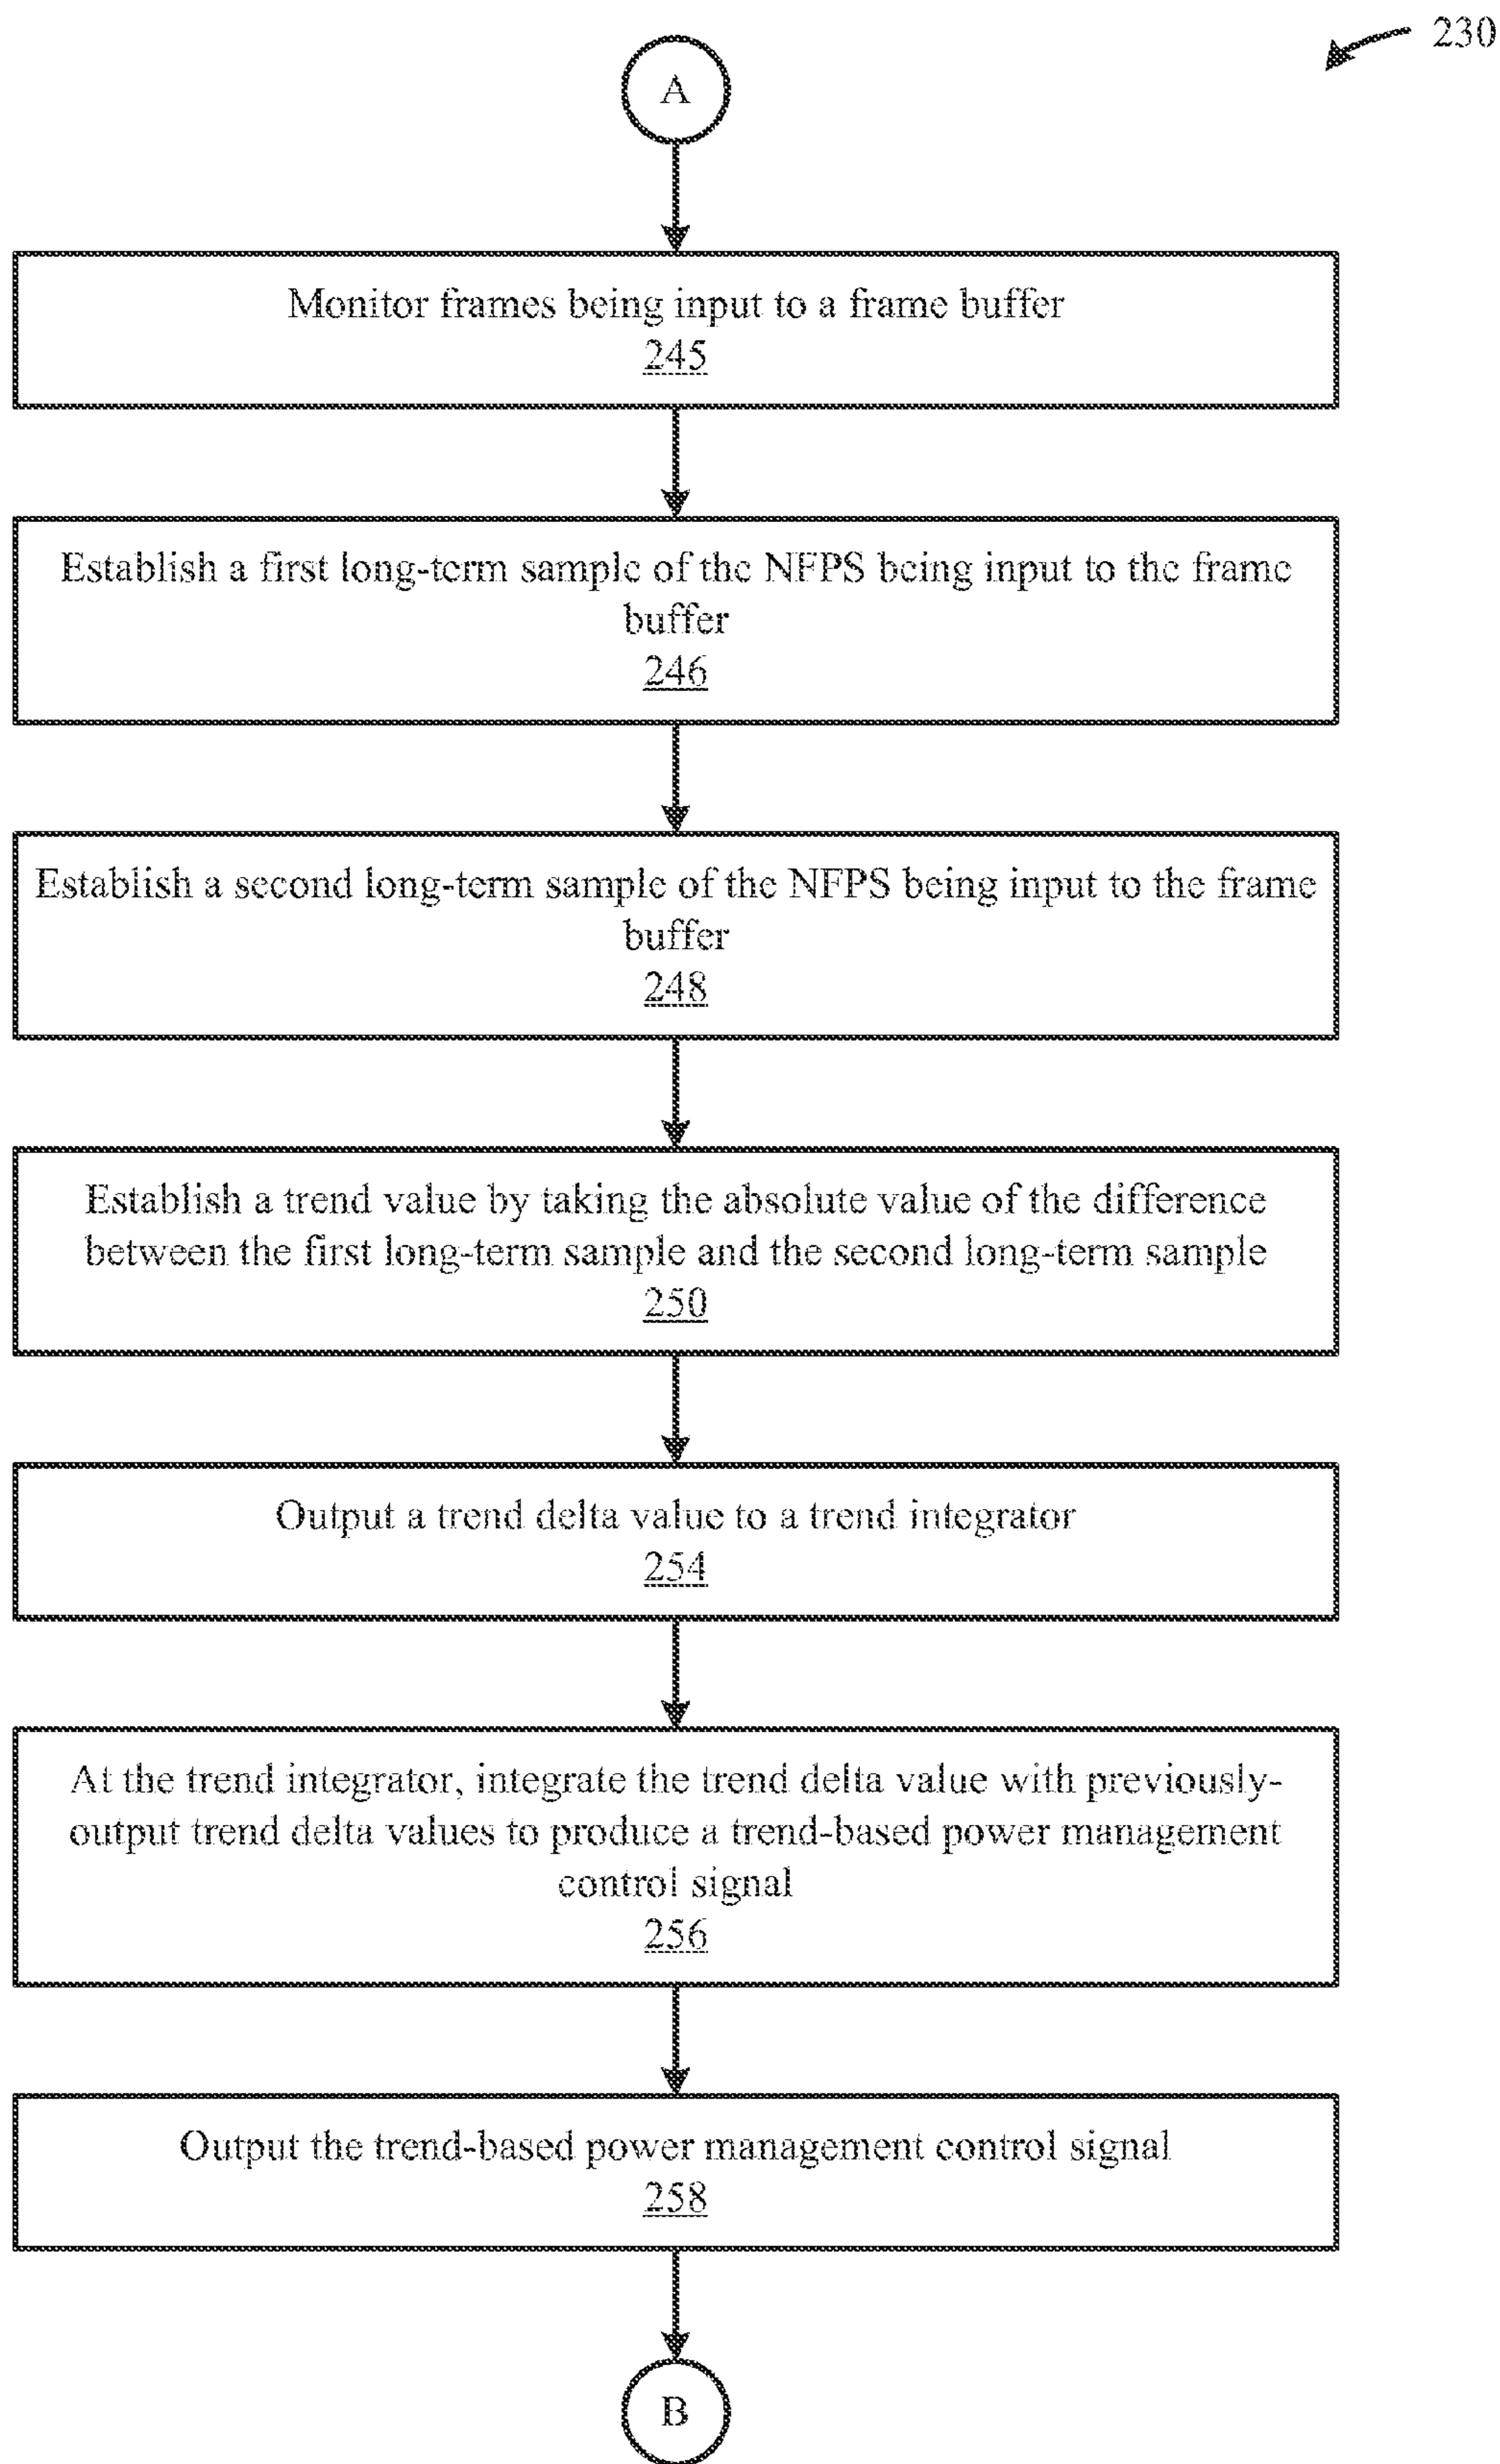 230
A
Monitor frames being input to a frame buffer
245
Establish a first long-term sample of the NFPS being input to the frame
buffer
246
Establish a second long-term sample of the NFPS being input to the frame
buffer
248
Establish a trend value by taking the absolute value of the difference
between the first long-term sample and the second long-term sample
250
Output a trend delta value to a trend integrator
254
At the trend integrator, integrate the trend delta value with previously-
output trend delta values to produce a trend-based power management
control signal
256
Output the trend-based power management control signal
258
B